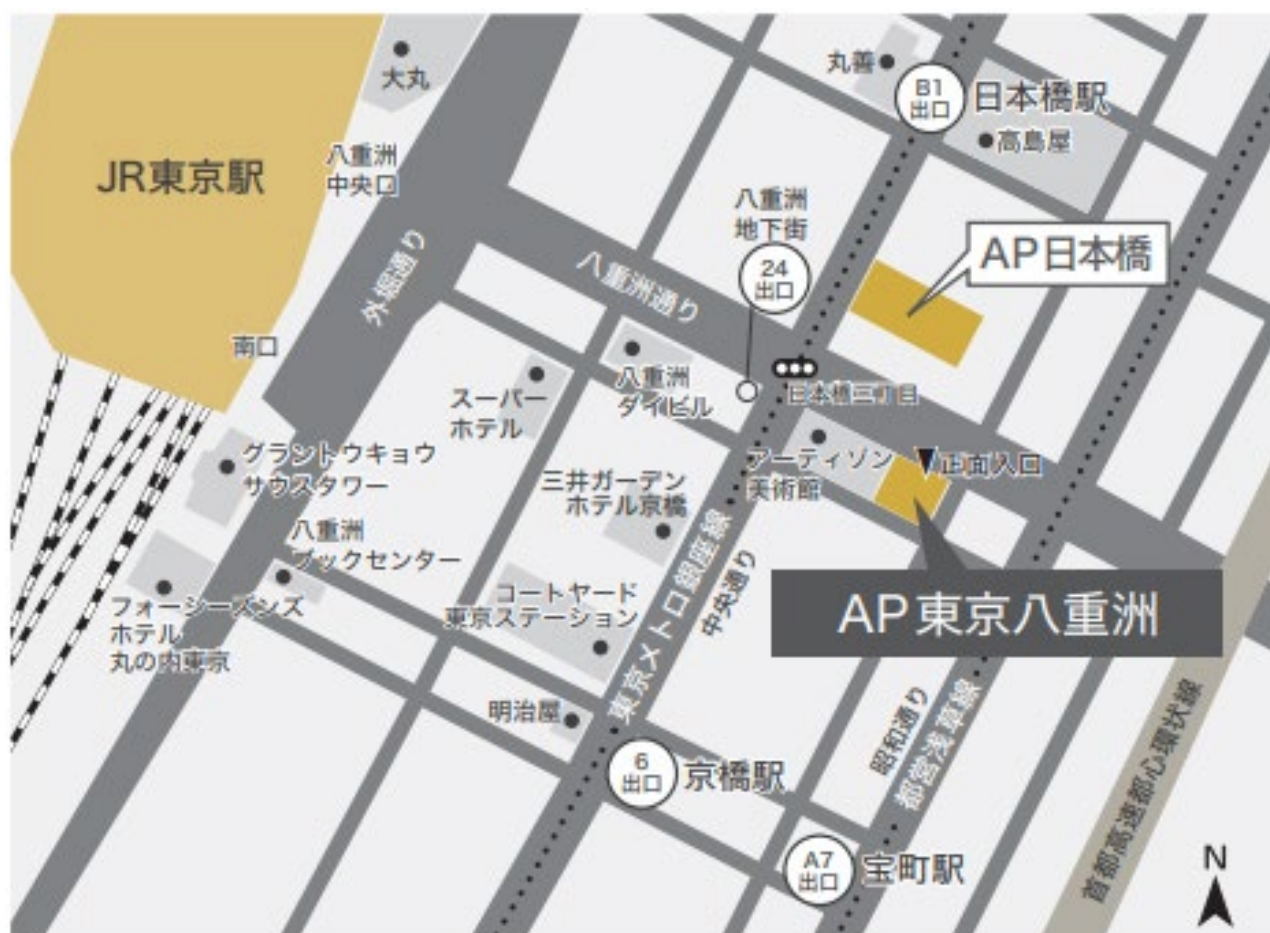 大丸
丸善
B1
出口
日本橋駅
高島屋
JR東京駅
八重洲
中央口
八重洲
地下街
24
出口
AP日本橋
外堀通り
八重洲通り
南口
八重洲
ダイビル
日本橋三丁目
スーパー
ホテル
アーティゾン
美術館
正面入口
グラントウキョウ
サウスタワー
三井ガーデン
ホテル京橋
八重洲
ブックセンター
東京メトロ銀座線
中央通り
AP東京八重洲
コートヤード
東京ステーション
フォーシーズンズ
ホテル
丸の内東京
明治屋
6
出口
京橋駅
昭和通り
都営浅草線
首都高速都心環状線
A7
出口
宝町駅
N